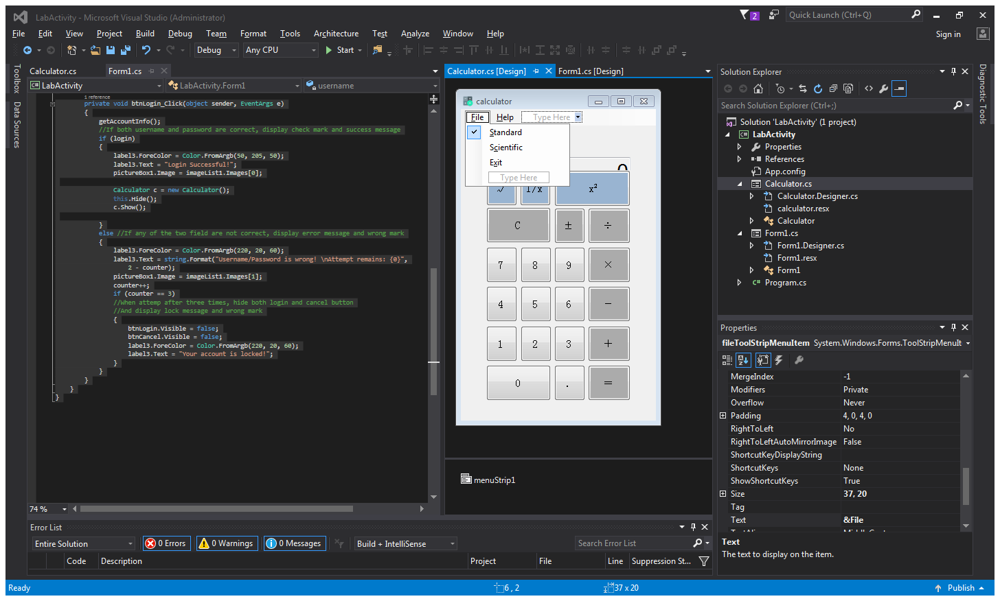 LabActivity - Microsoft Visual Studio (Administrator)
2
Quick Launch (Ctrl+Q)
File Edit View Project Build Debug Team Format Tools Architecture Test Analyze Window Help
Sign in
Debug Any CPU Start
Toolbox
Data Sources
Calculator.cs Form1.cs
LabActivity LabActivity.Form1 username
1 reference
private void btnLogin_Click(object sender, EventArgs e)
{
getAccountInfo();
//If both username and password are correct, display check mark and success message
if (login)
{
label3.ForeColor = Color.FromArgb(50, 205, 50);
label3.Text = "Login Successful!";
pictureBox1.Image = imageList1.Images[0];
Calculator c = new Calculator();
this.Hide();
c.Show();
}
else //If any of the two field are not correct, display error message and wrong mark
{
label3.ForeColor = Color.FromArgb(220, 20, 60);
label3.Text = string.Format("Username/Password is wrong! \nAttempt remains: {0}",
2 - counter);
pictureBox1.Image = imageList1.Images[1];
counter++;
if (counter == 3)
//When attemp after three times, hide both login and cancel button
//And display lock message and wrong mark
{
btnLogin.Visible = false;
btnCancel.Visible = false;
label3.ForeColor = Color.FromArgb(220, 20, 60);
label3.Text = "Your account is locked!";
}
}
}
}
}
74 %
Calculator.cs [Design] Form1.cs [Design]
calculator
File Help Type Here
Standard
Scientific
Exit
Type Here
0
√ 1/x x²
C ± ÷
7 8 9 ×
4 5 6 −
1 2 3 +
0 . =
menuStrip1
Solution Explorer
Search Solution Explorer (Ctrl+;)
Solution 'LabActivity' (1 project)
C# LabActivity
Properties
References
App.config
Calculator.cs
Calculator.Designer.cs
calculator.resx
Calculator
Form1.cs
Form1.Designer.cs
Form1.resx
Form1
C# Program.cs
Diagnostic Tools
Properties
fileToolStripMenuItem System.Windows.Forms.ToolStripMenuIt
MergeIndex -1
Modifiers Private
Overflow Never
Padding 4, 0, 4, 0
RightToLeft No
RightToLeftAutoMirrorImage False
ShortcutKeyDisplayString
ShortcutKeys None
ShowShortcutKeys True
Size 37, 20
Tag
Text &File
Text
The text to display on the item.
Error List
Entire Solution 0 Errors 0 Warnings 0 Messages Build + IntelliSense Search Error List
Code Description Project File Line Suppression St...
Ready 6 , 2 37 x 20 Publish